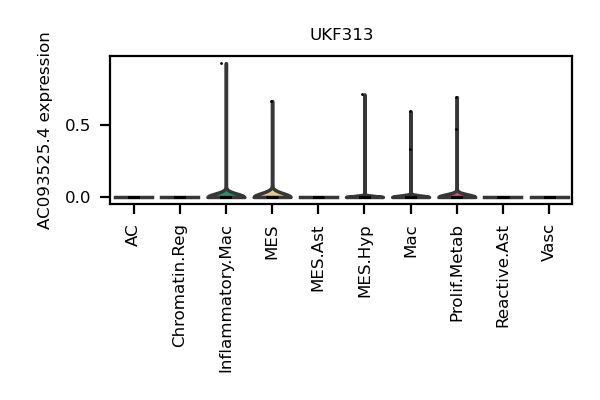 UKF313
AC093525.4 expression
0.5
0.0
AC
Chromatin.Reg
Inflammatory.Mac
MES
MES.Ast
MES.Hyp
Mac
Prolif.Metab
Reactive.Ast
Vasc